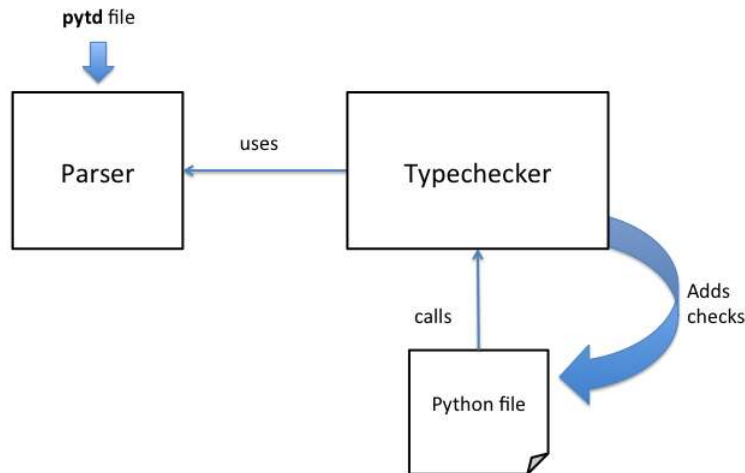 pytd file
uses
Parser
Typechecker
Adds
checks
calls
Python file